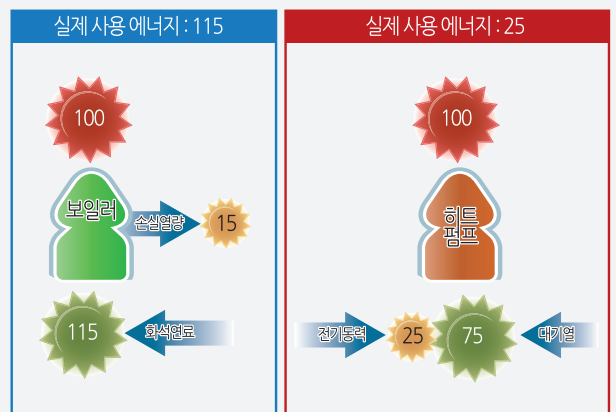 실제 사용 에너지 : 115
100
보일러
손실열량
15
115
화석연료
실제 사용 에너지 : 25
100
히트
펌프
전기동력
25
75
대기열